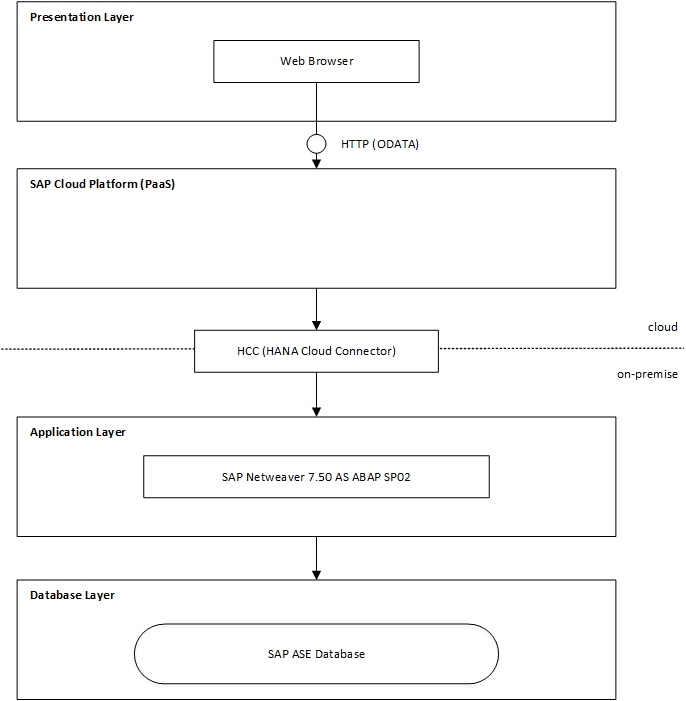 Presentation Layer
Web Browser
HTTP (ODATA)
SAP Cloud Platform (PaaS)
cloud
HCC (HANA Cloud Connector)
on-premise
Application Layer
SAP Netweaver 7.50 AS ABAP SP02
Database Layer
SAP ASE Database